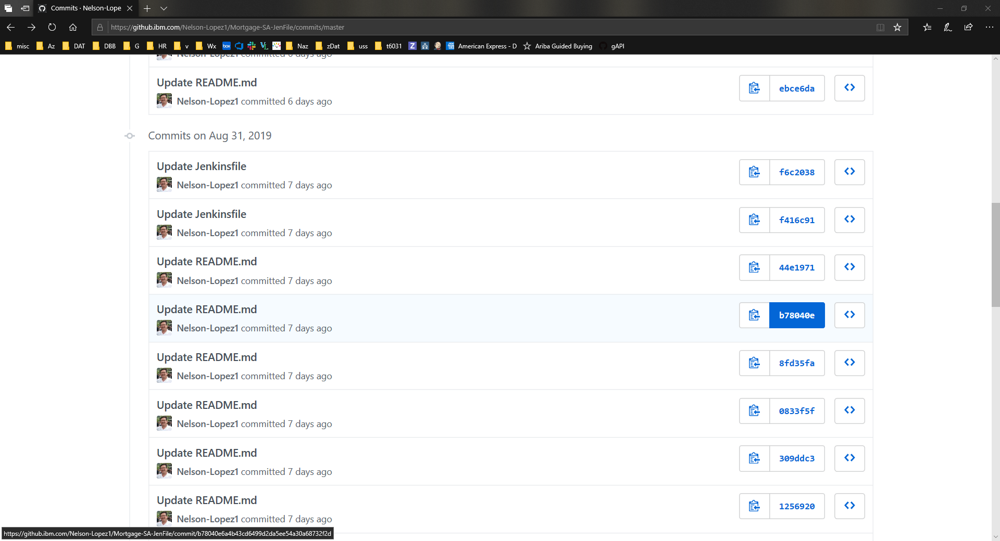 Commits · Nelson-Lope
https://github.ibm.com/Nelson-Lopez1/Mortgage-SA-JenFile/commits/master
misc Az DAT DBB G HR v Wx box Naz zDat uss t6031 Z American Express - D Ariba Guided Buying gAPI
Nelson-Lopez1 committed 6 days ago
Update README.md
ebce6da
Nelson-Lopez1 committed 6 days ago
Commits on Aug 31, 2019
Update Jenkinsfile
f6c2038
Nelson-Lopez1 committed 7 days ago
Update Jenkinsfile
f416c91
Nelson-Lopez1 committed 7 days ago
Update README.md
44e1971
Nelson-Lopez1 committed 7 days ago
Update README.md
b78040e
Nelson-Lopez1 committed 7 days ago
Update README.md
8fd35fa
Nelson-Lopez1 committed 7 days ago
Update README.md
0833f5f
Nelson-Lopez1 committed 7 days ago
Update README.md
309ddc3
Nelson-Lopez1 committed 7 days ago
Update README.md
1256920
Nelson-Lopez1 committed 7 days ago
https://github.ibm.com/Nelson-Lopez1/Mortgage-SA-JenFile/commit/b78040e6a4b43cd6499d2da5ee54a30a68732f2d